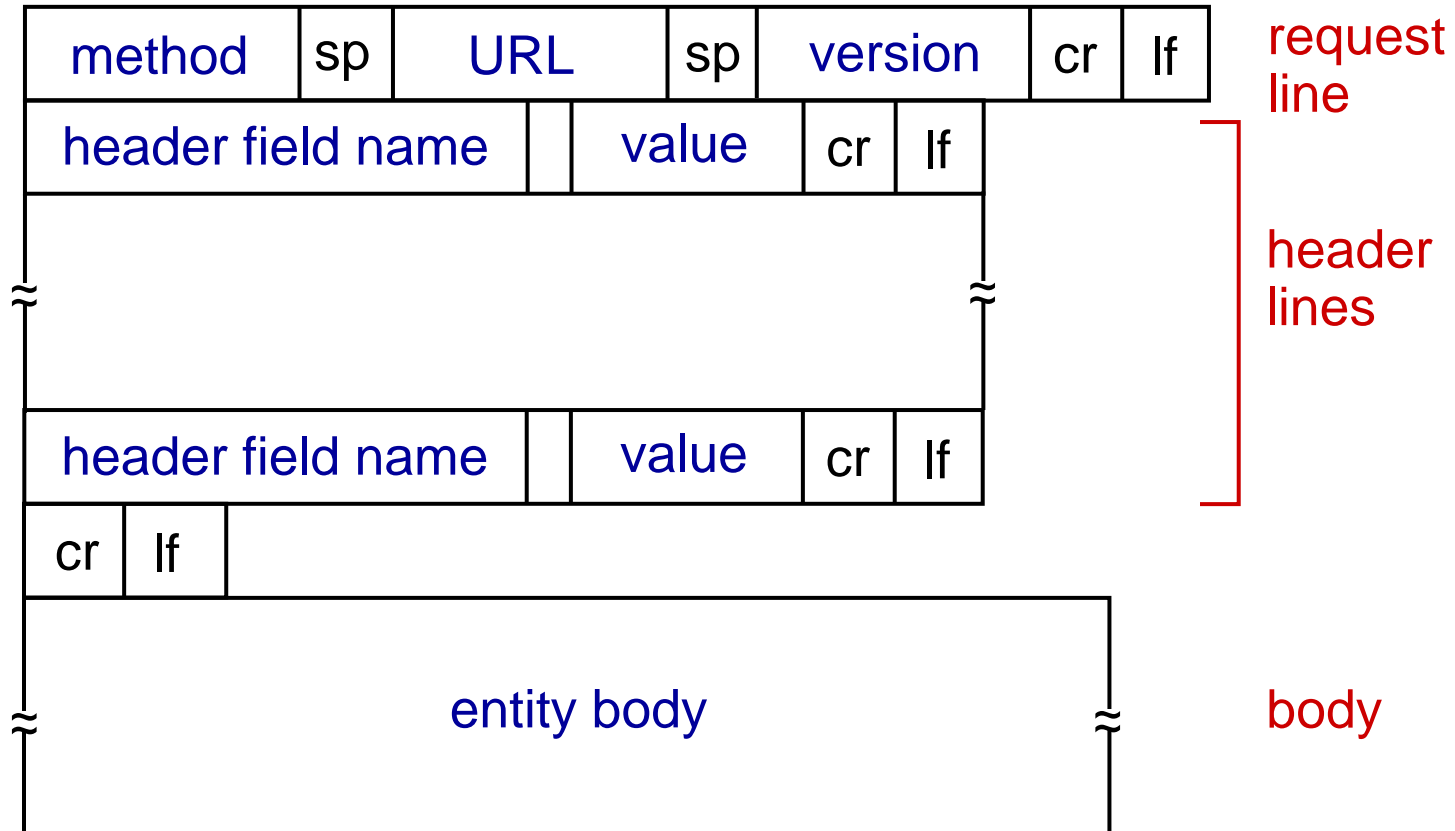 method sp URL sp version cr lf
request
line
header field name value cr lf
header
lines
header field name value cr lf
cr lf
entity body
body